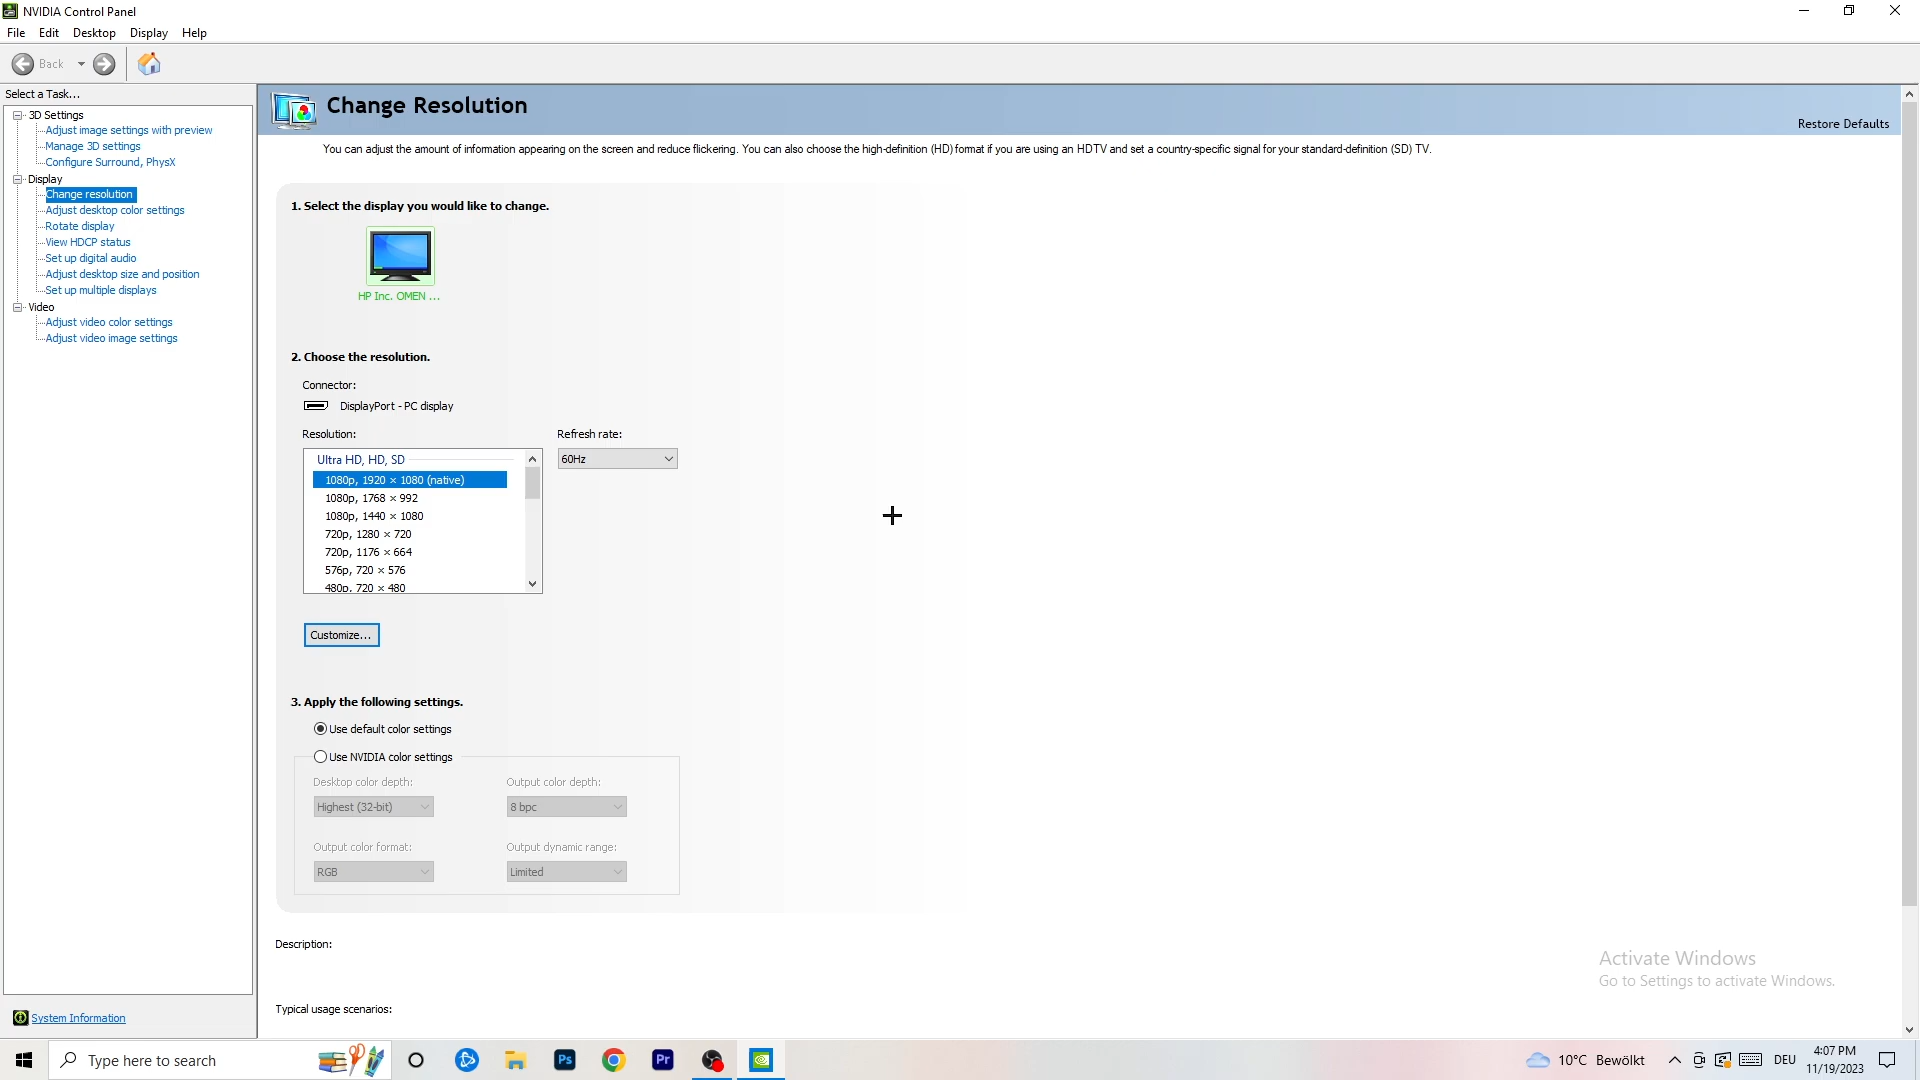 NVIDIA Control Panel
File Edit Desktop Display Help
Back
Select a Task...
3D Settings
Adjust image settings with preview
Manage 3D settings
Configure Surround, PhysX
Display
Change resolution
Adjust desktop color settings
Rotate display
View HDCP status
Set up digital audio
Adjust desktop size and position
Set up multiple displays
Video
Adjust video color settings
Adjust video image settings
System Information
Change Resolution
Restore Defaults
You can adjust the amount of information appearing on the screen and reduce flickering. You can also choose the high-definition (HD) format if you are using an HDTV and set a country-specific signal for your standard-definition (SD) TV.
1. Select the display you would like to change.
HP Inc. OMEN ...
2. Choose the resolution.
Connector:
DisplayPort - PC display
Resolution:
Refresh rate:
Ultra HD, HD, SD
60Hz
1080p, 1920 × 1080 (native)
1080p, 1768 × 992
1080p, 1440 × 1080
720p, 1280 × 720
720p, 1176 × 664
576p, 720 × 576
480p, 720 × 480
Customize...
3. Apply the following settings.
Use default color settings
Use NVIDIA color settings
Desktop color depth:
Output color depth:
Highest (32-bit)
8 bpc
Output color format:
Output dynamic range:
RGB
Limited
Description:
Typical usage scenarios:
Activate Windows
Go to Settings to activate Windows.
Type here to search
Ps
Pr
10°C Bewölkt
DEU
4:07 PM
11/19/2023